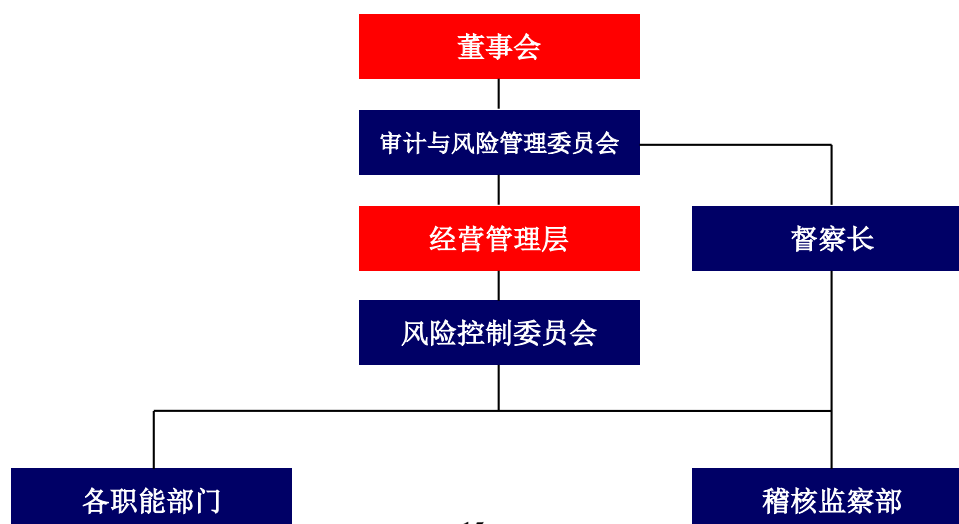 董事会
审计与风险管理委员会
经营管理层
督察长
风险控制委员会
各职能部门
稽核监察部